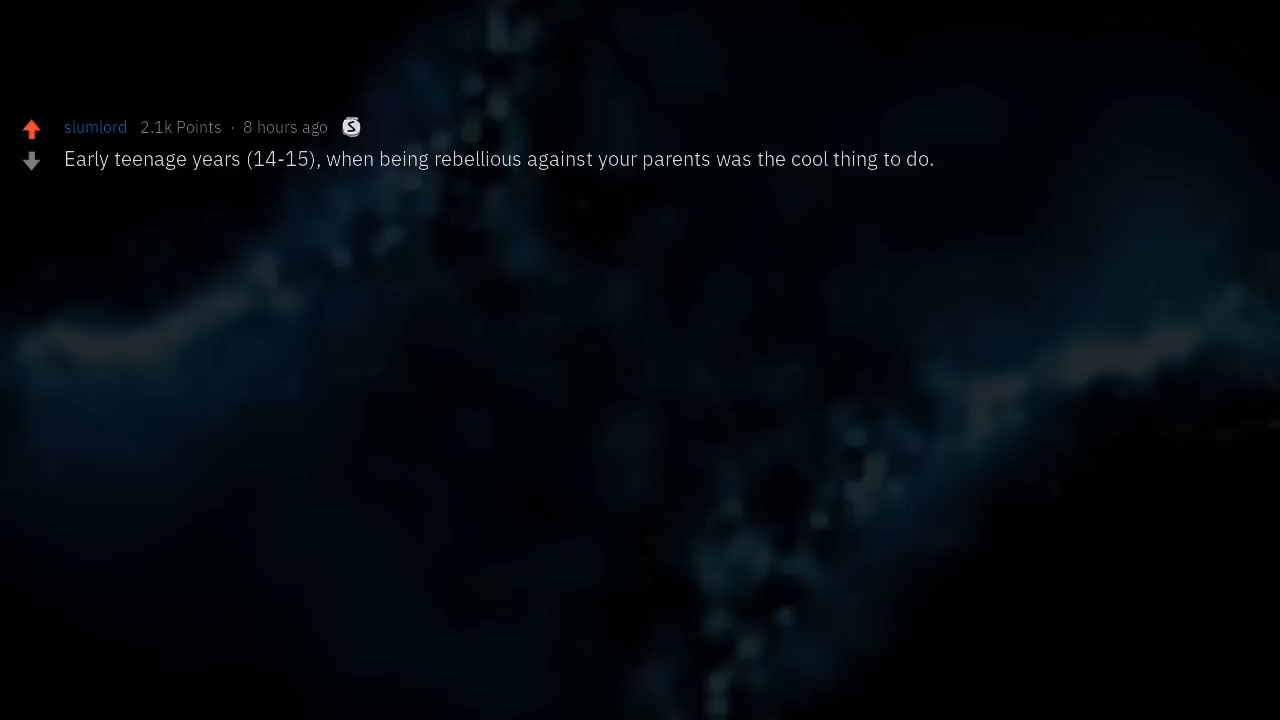 slumlord 2.1k Points · 8 hours ago S
Early teenage years (14-15), when being rebellious against your parents was the cool thing to do.